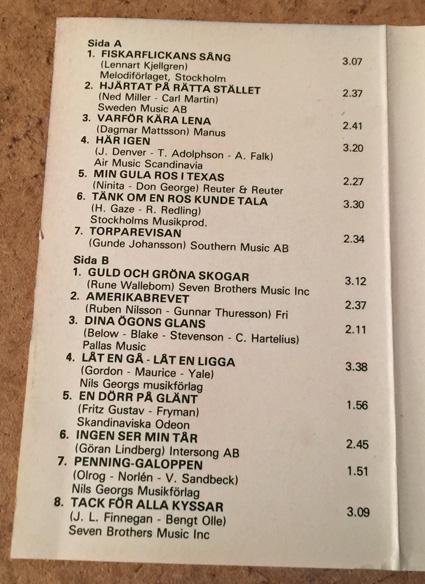 Sida A
1. FISKARFLICKANS SÅNG 3.07
(Lennart Kjellgren)
Melodiförlaget, Stockholm
2. HJÄRTAT PÅ RÄTTA STÄLLET 2.37
(Ned Miller - Carl Martin)
Sweden Music AB
3. VARFÖR KÄRA LENA 2.41
(Dagmar Mattsson) Manus
4. HÄR IGEN 3.20
(J. Denver - T. Adolphson - A. Falk)
Air Music Scandinavia
5. MIN GULA ROS I TEXAS 2.27
(Ninita - Don George) Reuter & Reuter
6. TÄNK OM EN ROS KUNDE TALA 3.30
(H. Gaze - R. Redling)
Stockholms Musikprod.
7. TORPAREVISAN 2.34
(Gunde Johansson) Southern Music AB
Sida B
1. GULD OCH GRÖNA SKOGAR 3.12
(Rune Wallebom) Seven Brothers Music Inc
2. AMERIKABREVET 2.37
(Ruben Nilsson - Gunnar Thuresson) Fri
3. DINA ÖGONS GLANS 2.11
(Below - Blake - Stevenson - C. Hartelius)
Pallas Music
4. LÅT EN GÅ - LÅT EN LIGGA 3.38
(Gordon - Maurice - Yale)
Nils Georgs musikförlag
5. EN DÖRR PÅ GLÄNT 1.56
(Fritz Gustav - Fryman)
Skandinaviska Odeon
6. INGEN SER MIN TÅR 2.45
(Göran Lindberg) Intersong AB
7. PENNING-GALOPPEN 1.51
(Olrog - Norlén - V. Sandbeck)
Nils Georgs Musikförlag
8. TACK FÖR ALLA KYSSAR 3.09
(J. L. Finnegan - Bengt Olle)
Seven Brothers Music Inc